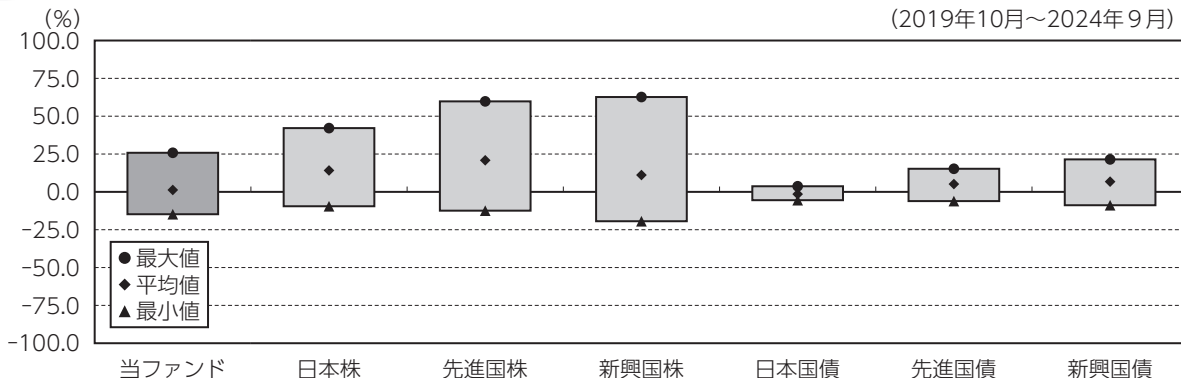 (%)
(2019年10月～2024年9月)
100.0
75.0
50.0
25.0
0.0
-25.0
-50.0
-75.0
-100.0
●最大値
◆平均値
▲最小値
当ファンド 日本株 先進国株 新興国株 日本国債 先進国債 新興国債